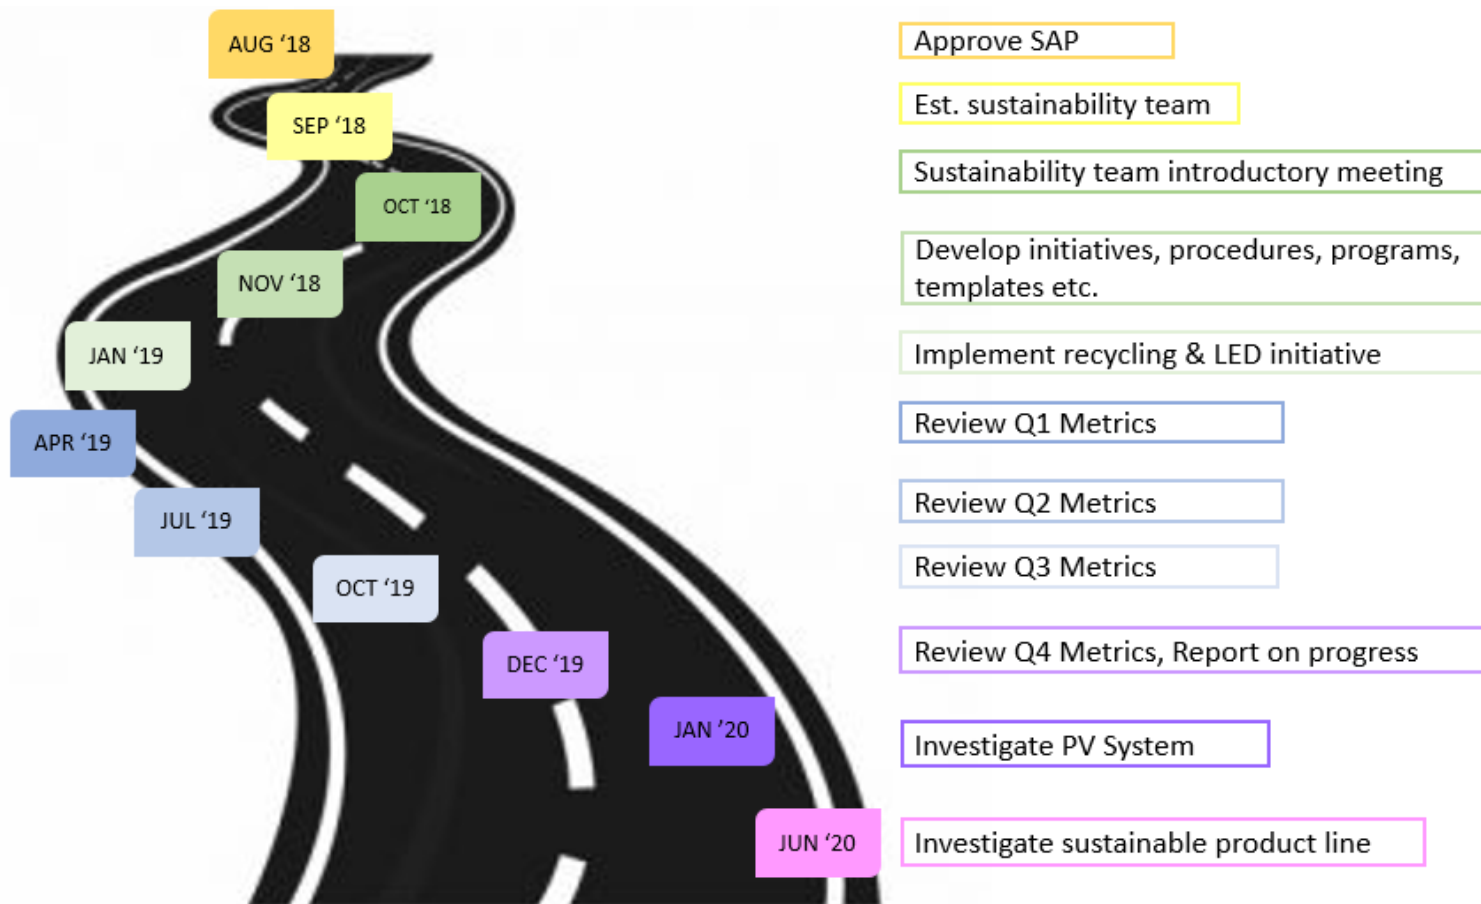 AUG ‘18
Approve SAP
SEP ‘18
Est. sustainability team
OCT ‘18
Sustainability team introductory meeting
NOV ‘18
Develop initiatives, procedures, programs,
templates etc.
JAN ‘19
Implement recycling & LED initiative
APR ‘19
Review Q1 Metrics
JUL ‘19
Review Q2 Metrics
OCT ‘19
Review Q3 Metrics
DEC ‘19
Review Q4 Metrics, Report on progress
JAN ’20
Investigate PV System
JUN ‘20
Investigate sustainable product line